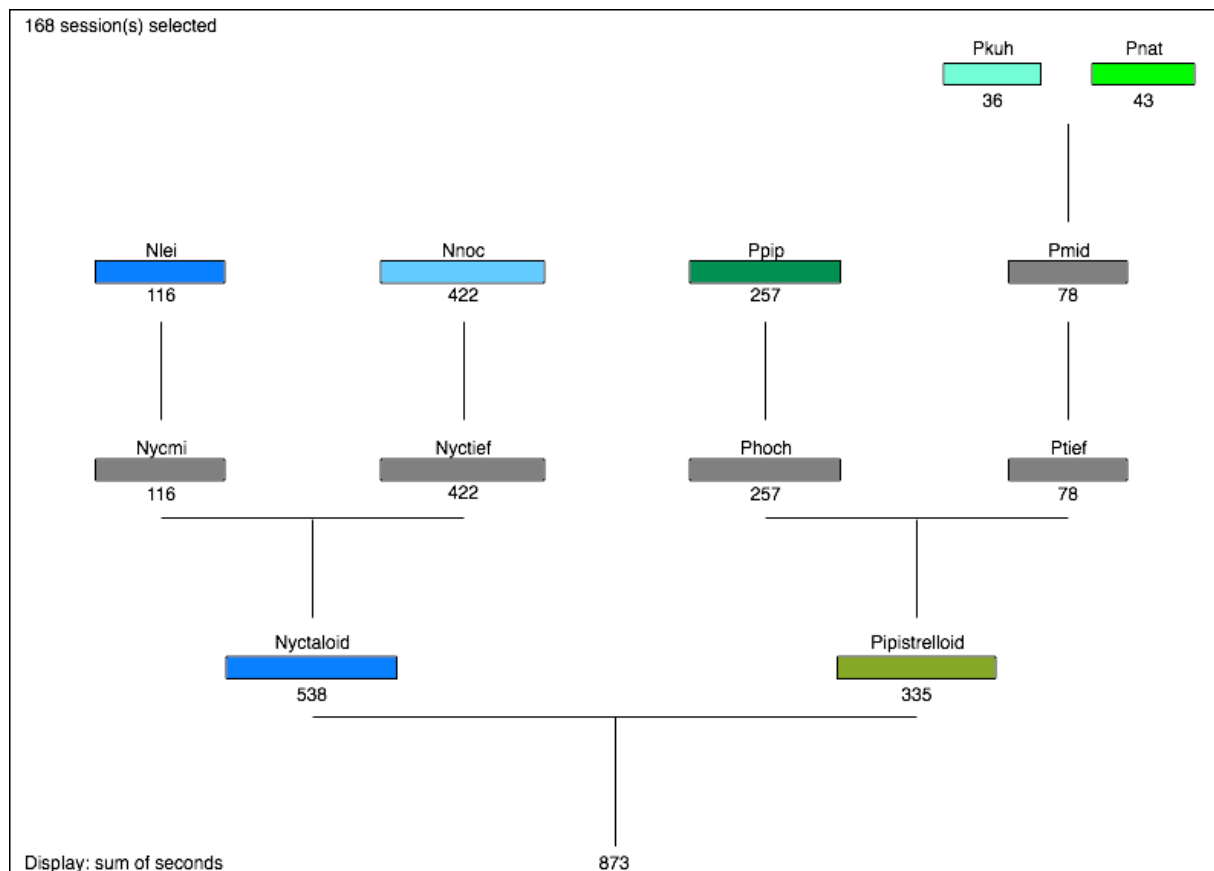 168 session(s) selected
Pkuh Pnat
36 43
Nlei Nnoc Ppip Pmid
116 422 257 78
Nycmi Nyctief Phoch Ptief
116 422 257 78
Nyctaloid Pipistrelloid
538 335
Display: sum of seconds 873